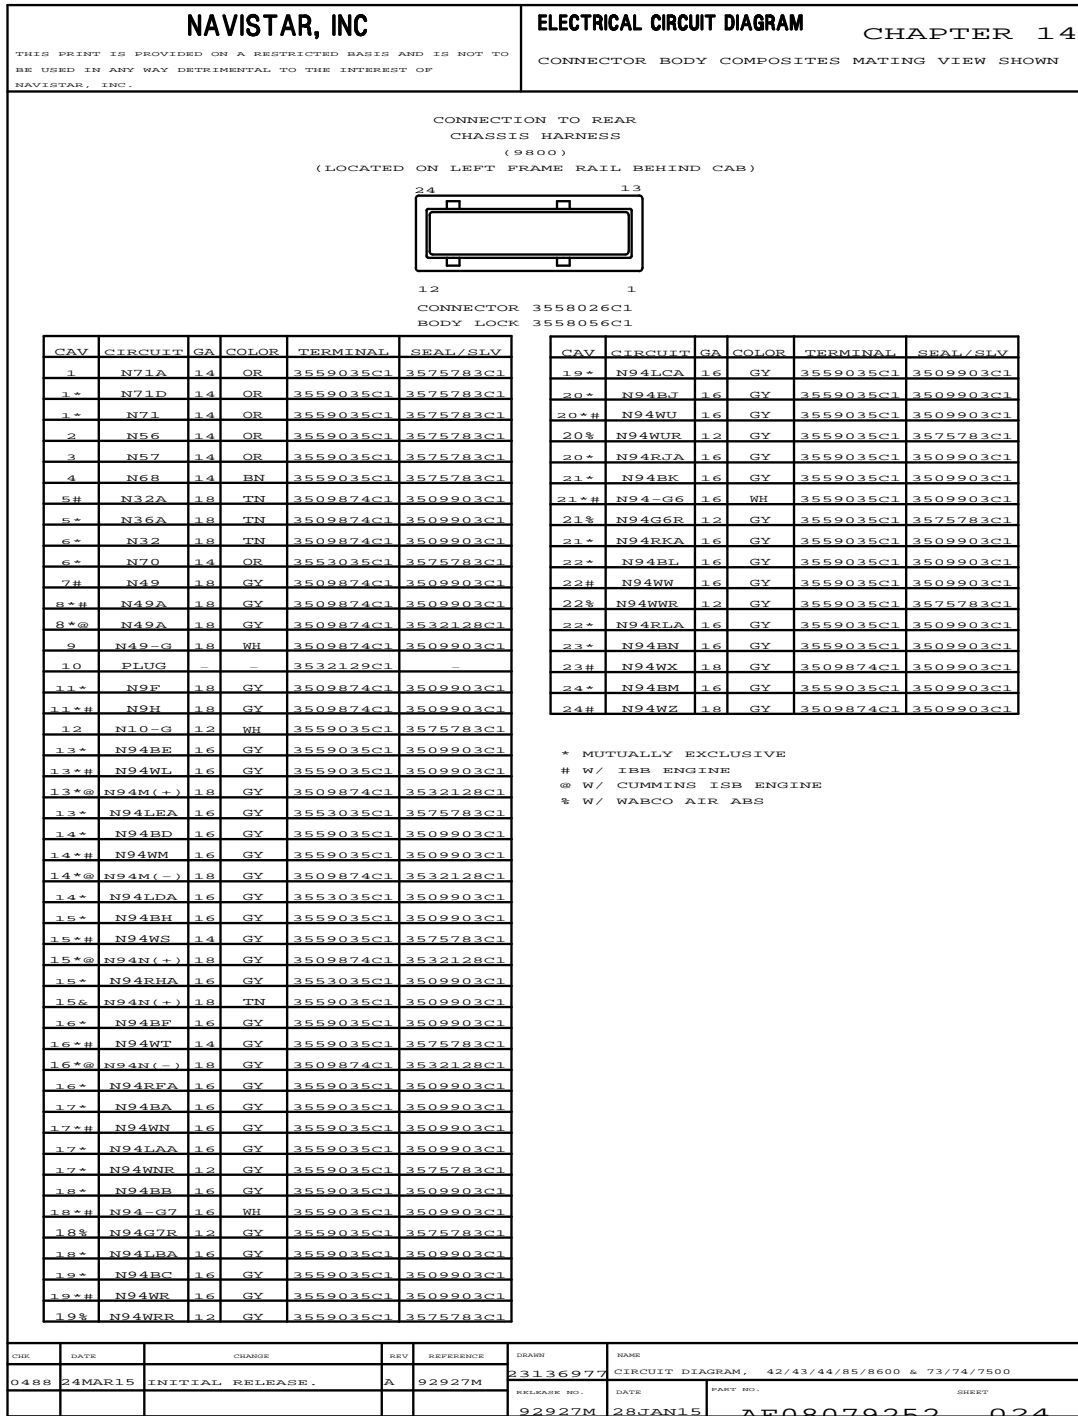 NAVISTAR, INC
THIS PRINT IS PROVIDED ON A RESTRICTED BASIS AND IS NOT TO
BE USED IN ANY WAY DETRIMENTAL TO THE INTEREST OF
NAVISTAR, INC.
ELECTRICAL CIRCUIT DIAGRAM CHAPTER 14
CONNECTOR BODY COMPOSITES MATING VIEW SHOWN
CONNECTION TO REAR
CHASSIS HARNESS
(9800)
(LOCATED ON LEFT FRAME RAIL BEHIND CAB)
24 13
12 1
CONNECTOR 3558026C1
BODY LOCK 3558056C1
CAV CIRCUIT GA COLOR TERMINAL SEAL/SLV
1 N71A 14 OR 3559035C1 3575783C1
1* N71D 14 OR 3559035C1 3575783C1
1* N71 14 OR 3559035C1 3575783C1
2 N56 14 OR 3559035C1 3575783C1
3 N57 14 OR 3559035C1 3575783C1
4 N68 14 BN 3559035C1 3575783C1
5# N32A 18 TN 3509874C1 3509903C1
5* N36A 18 TN 3509874C1 3509903C1
6* N32 18 TN 3509874C1 3509903C1
6* N70 14 OR 3553035C1 3575783C1
7# N49 18 GY 3509874C1 3509903C1
8*# N49A 18 GY 3509874C1 3509903C1
8*@ N49A 18 GY 3509874C1 3532128C1
9 N49-G 18 WH 3509874C1 3509903C1
10 PLUG - - 3532129C1 -
11* N9F 18 GY 3509874C1 3509903C1
11*# N9H 18 GY 3509874C1 3509903C1
12 N10-G 12 WH 3559035C1 3575783C1
13* N94BE 16 GY 3559035C1 3509903C1
13*# N94WL 16 GY 3559035C1 3509903C1
13*@ N94M(+) 18 GY 3509874C1 3532128C1
13* N94LEA 16 GY 3553035C1 3575783C1
14* N94BD 16 GY 3559035C1 3509903C1
14*# N94WM 16 GY 3559035C1 3509903C1
14*@ N94M(-) 18 GY 3509874C1 3532128C1
14* N94LDA 16 GY 3553035C1 3509903C1
15* N94BH 16 GY 3559035C1 3509903C1
15*# N94WS 14 GY 3559035C1 3575783C1
15*@ N94N(+) 18 GY 3509874C1 3532128C1
15* N94RHA 16 GY 3553035C1 3509903C1
15& N94N(+) 18 TN 3559035C1 3509903C1
16* N94BF 16 GY 3559035C1 3509903C1
16*# N94WT 14 GY 3559035C1 3575783C1
16*@ N94N(-) 18 GY 3509874C1 3532128C1
16* N94RFA 16 GY 3559035C1 3509903C1
17* N94BA 16 GY 3559035C1 3509903C1
17*# N94WN 16 GY 3559035C1 3509903C1
17* N94LAA 16 GY 3559035C1 3509903C1
17* N94WNR 12 GY 3559035C1 3575783C1
18* N94BB 16 GY 3559035C1 3509903C1
18*# N94-G7 16 WH 3559035C1 3509903C1
18% N94G7R 12 GY 3559035C1 3575783C1
18* N94LBA 16 GY 3559035C1 3509903C1
19* N94BC 16 GY 3559035C1 3509903C1
19*# N94WR 16 GY 3559035C1 3509903C1
19% N94WRR 12 GY 3559035C1 3575783C1
CAV CIRCUIT GA COLOR TERMINAL SEAL/SLV
19* N94LCA 16 GY 3559035C1 3509903C1
20* N94BJ 16 GY 3559035C1 3509903C1
20*# N94WU 16 GY 3559035C1 3509903C1
20% N94WUR 12 GY 3559035C1 3575783C1
20* N94RJA 16 GY 3559035C1 3509903C1
21* N94BK 16 GY 3559035C1 3509903C1
21*# N94-G6 16 WH 3559035C1 3509903C1
21% N94G6R 12 GY 3559035C1 3575783C1
21* N94RKA 16 GY 3559035C1 3509903C1
22* N94BL 16 GY 3559035C1 3509903C1
22# N94WW 16 GY 3559035C1 3509903C1
22% N94WWR 12 GY 3559035C1 3575783C1
22* N94RLA 16 GY 3559035C1 3509903C1
23* N94BN 16 GY 3559035C1 3509903C1
23# N94WX 18 GY 3509874C1 3509903C1
24* N94BM 16 GY 3559035C1 3509903C1
24# N94WZ 18 GY 3509874C1 3509903C1
* MUTUALLY EXCLUSIVE
# W/ IBB ENGINE
@ W/ CUMMINS ISB ENGINE
% W/ WABCO AIR ABS
CHK DATE CHANGE REV REFERENCE
0488 24MAR15 INITIAL RELEASE. A 92927M
DRAWN
23136977
NAME
CIRCUIT DIAGRAM, 42/43/44/85/8600 & 73/74/7500
RELEASE NO. DATE PART NO. SHEET
92927M 28JAN15 AF08079252 024